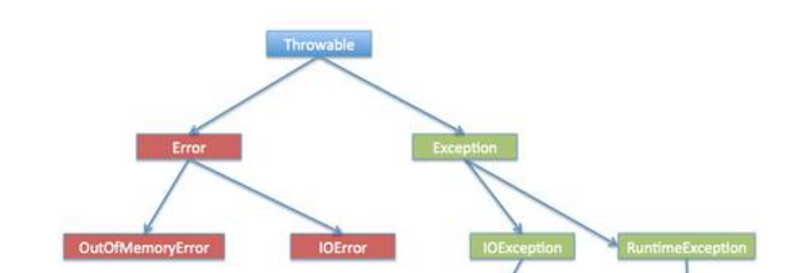 Throwable
Error
Exception
OutOfMemoryError
IOError
IOException
RuntimeException